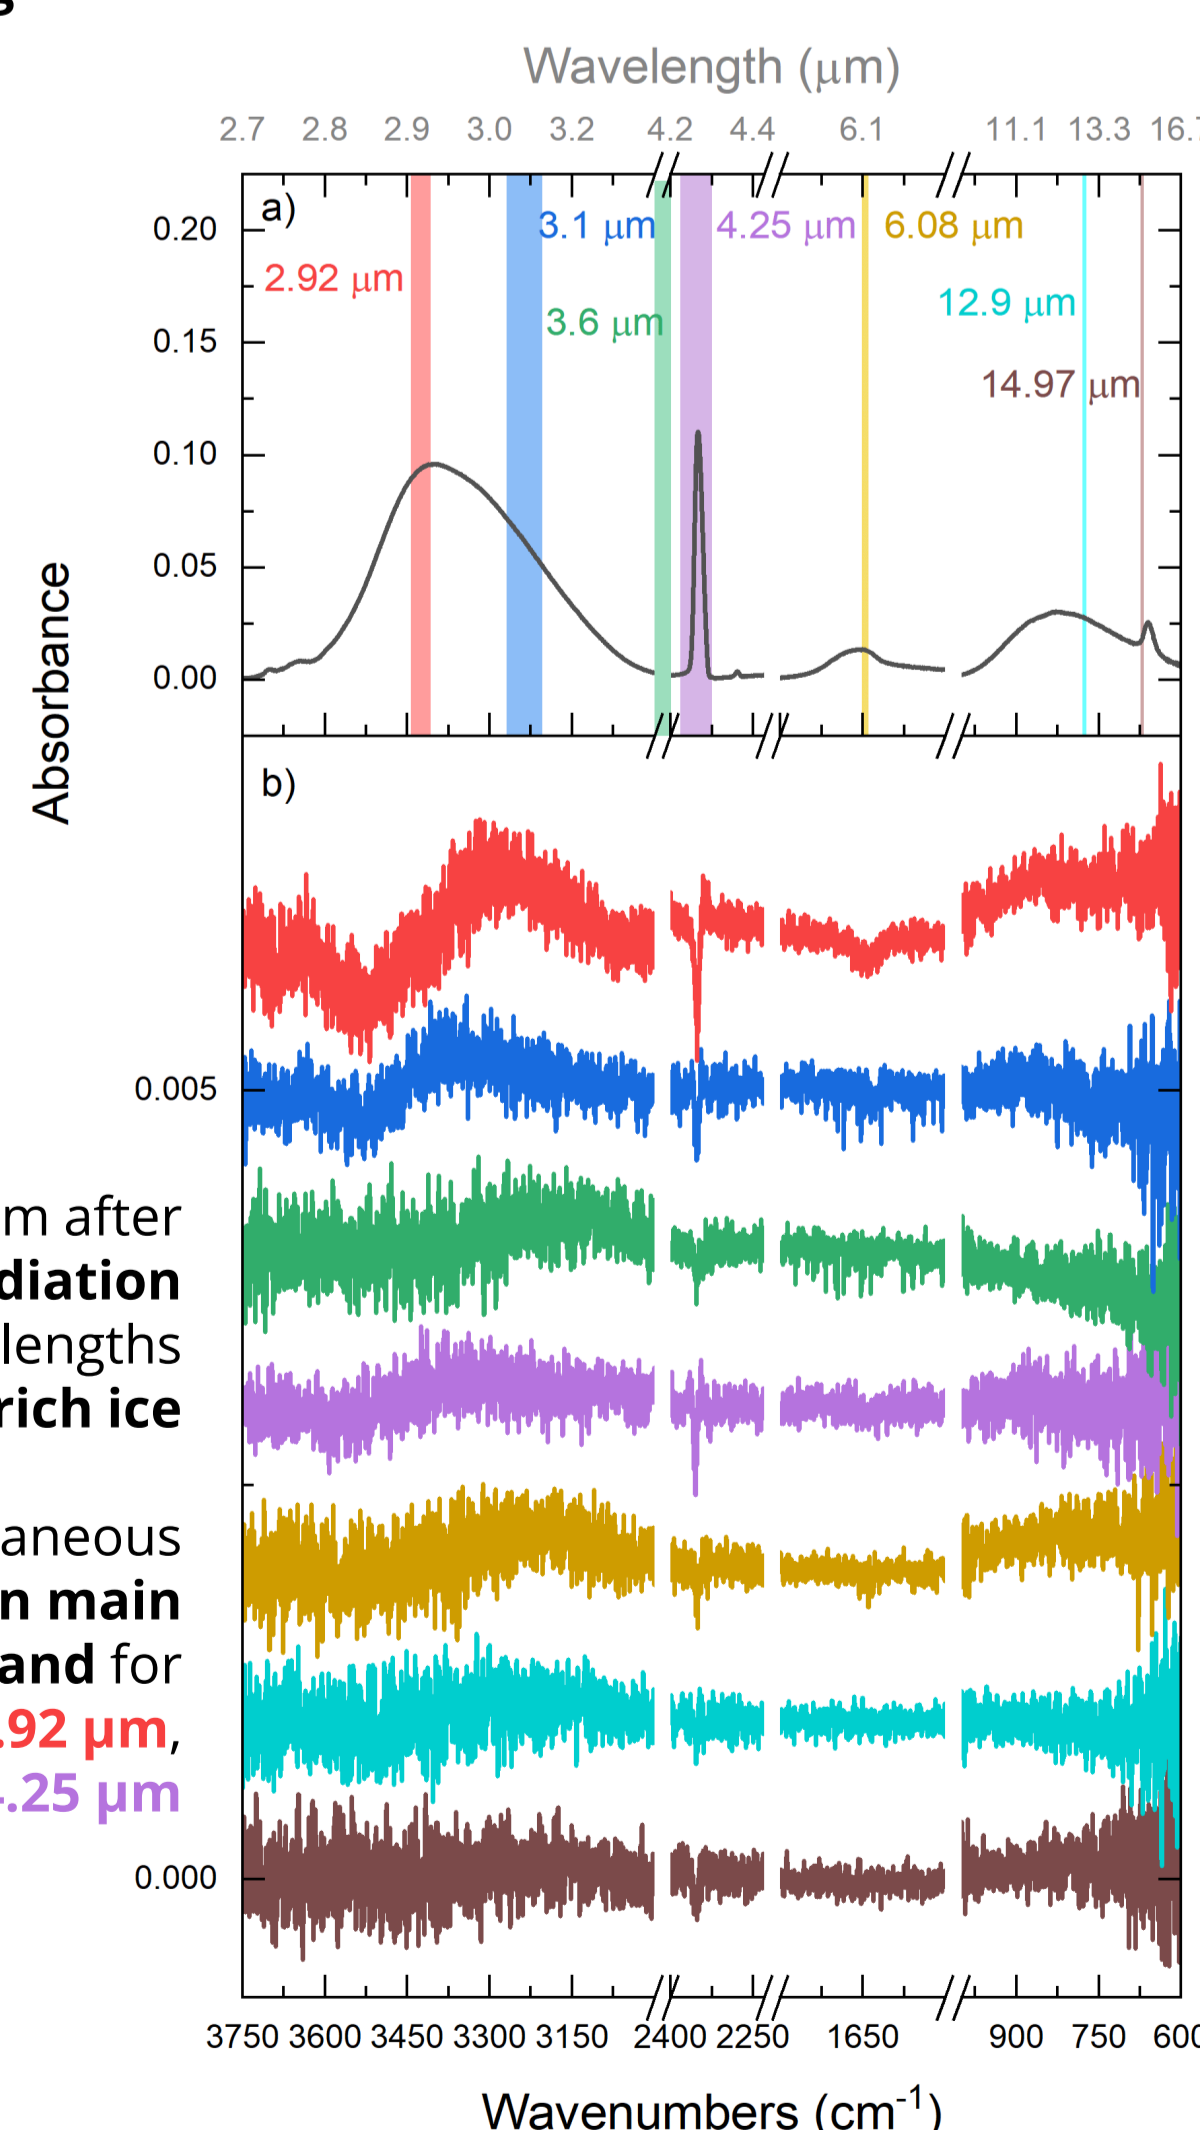 Wavelength (μm)
2.7 2.8 2.9 3.0 3.2 4.2 4.4 6.1 11.1 13.3 16.
a)
0.20
3.1 μm 4.25 μm 6.08 μm
2.92 μm
12.9 μm
3.6 μm
0.15
14.97 μm
0.10
0.05
0.00
Absorbance
b)
0.005
m after
diation
lengths
rich ice
aneous
n main
and for
.92 μm,
.25 μm
0.000
3750 3600 3450 3300 3150 2400 2250 1650 900 750 600
Wavenumbers (cm-1)